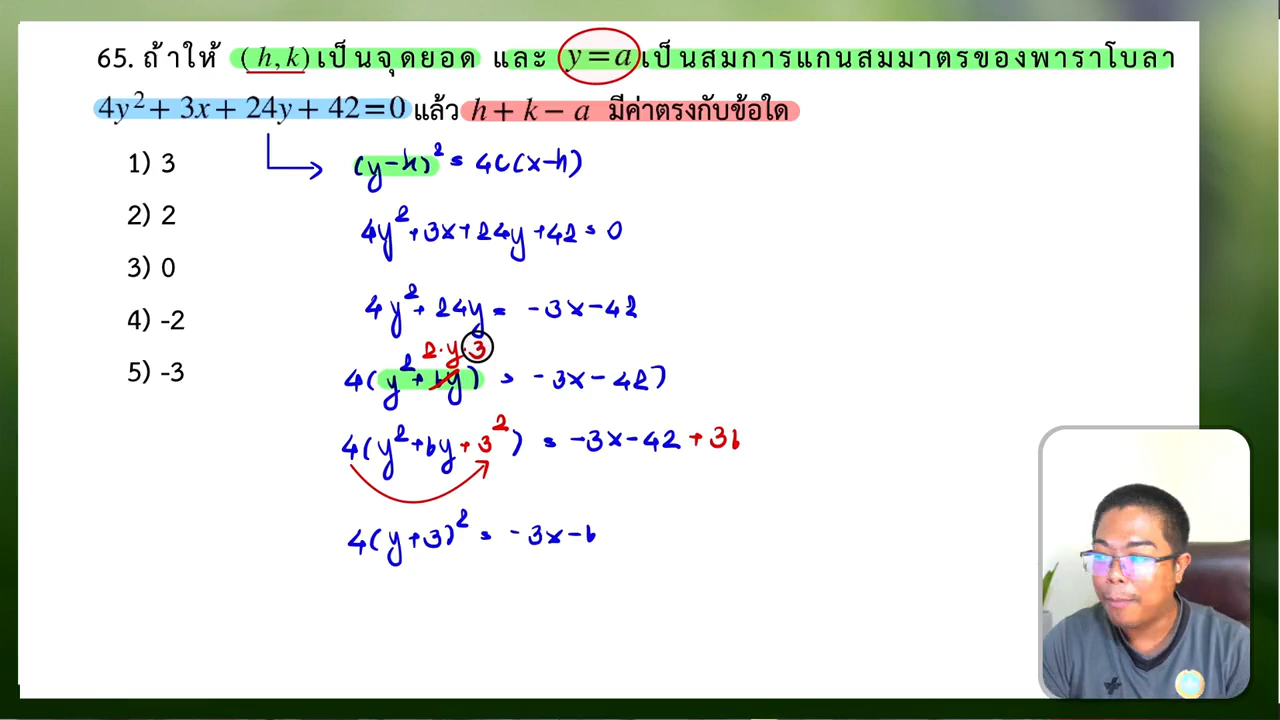 65. ถ้าให้ (h,k) เป็นจุดยอด และ y=a เป็นสมการแกนสมมาตรของพาราโบลา
4y²+3x+24y+42=0 แล้ว h+k−a มีค่าตรงกับข้อใด
1) 3
2) 2
3) 0
4) -2
5) -3
(y-k)² = 4c(x-h)
4y²+3x+24y+42=0
4y²+24y = -3x-42
2·y·3
4(y²+6y) = -3x-42)
4(y²+6y+3²) = -3x-42+36
4(y+3)² = -3x-6